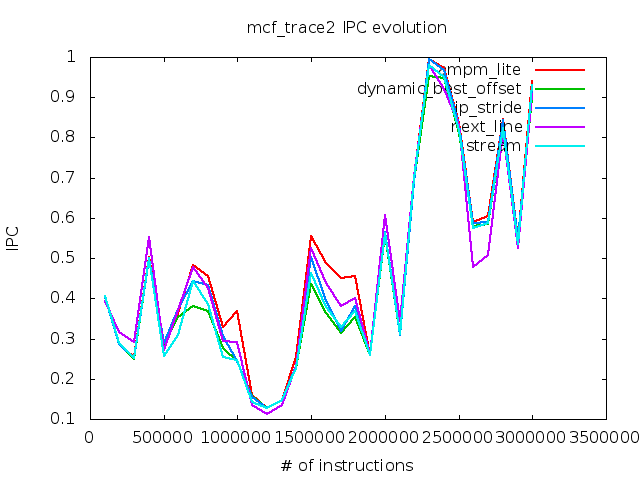 mcf_trace2 IPC evolution
1
0.9
0.8
0.7
0.6
0.5
0.4
0.3
0.2
0.1
IPC
mpm_lite
dynamic_best_offset
ip_stride
next_line
stream
0 500000 1000000 1500000 2000000 2500000 3000000 3500000
# of instructions